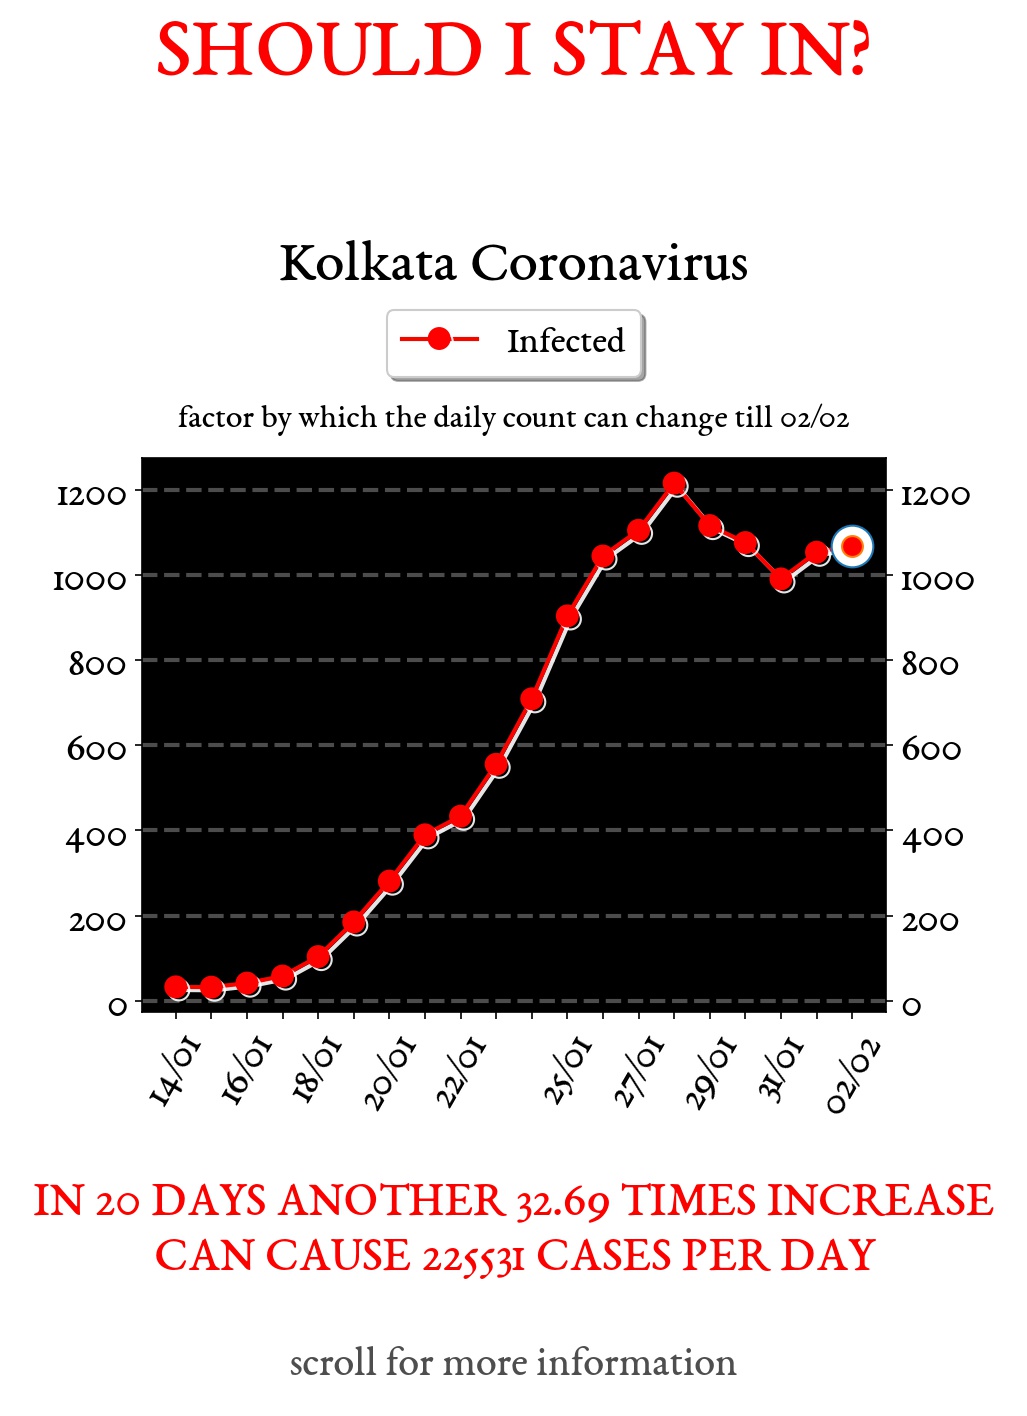 SHOULD I STAY IN?
Kolkata Coronavirus
Infected
factor by which the daily count can change till 02/02
1200 1200
1000 1000
800 800
600 600
400 400
200 200
0 0
14/01 16/01 18/01 20/01 22/01 25/01 27/01 29/01 31/01 02/02
IN 20 DAYS ANOTHER 32.69 TIMES INCREASE
CAN CAUSE 225531 CASES PER DAY
scroll for more information